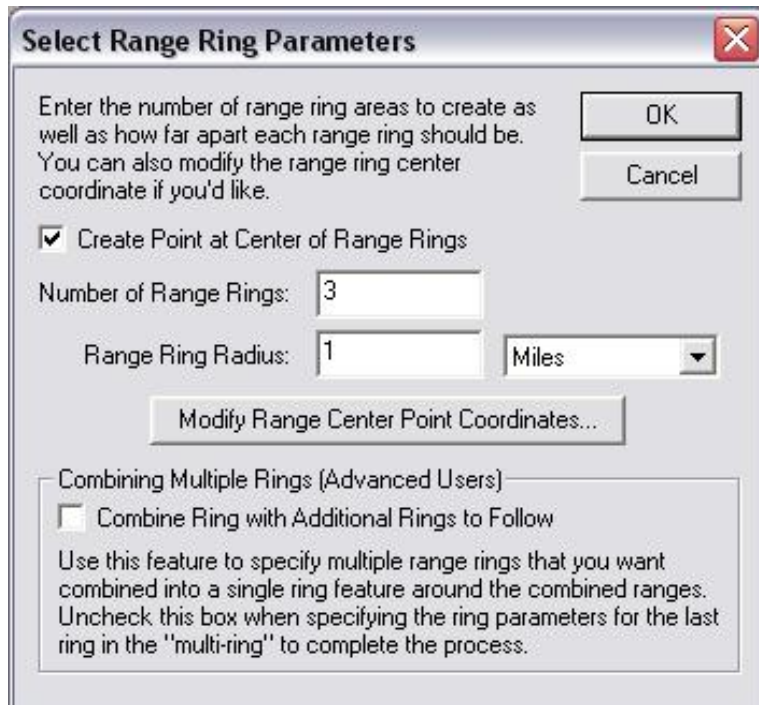 Select Range Ring Parameters
Enter the number of range ring areas to create as
well as how far apart each range ring should be.
You can also modify the range ring center
coordinate if you'd like.
OK
Cancel
Create Point at Center of Range Rings
Number of Range Rings: 3
Range Ring Radius: 1 Miles
Modify Range Center Point Coordinates...
Combining Multiple Rings (Advanced Users)
Combine Ring with Additional Rings to Follow
Use this feature to specify multiple range rings that you want
combined into a single ring feature around the combined ranges.
Uncheck this box when specifying the ring parameters for the last
ring in the "multi-ring" to complete the process.